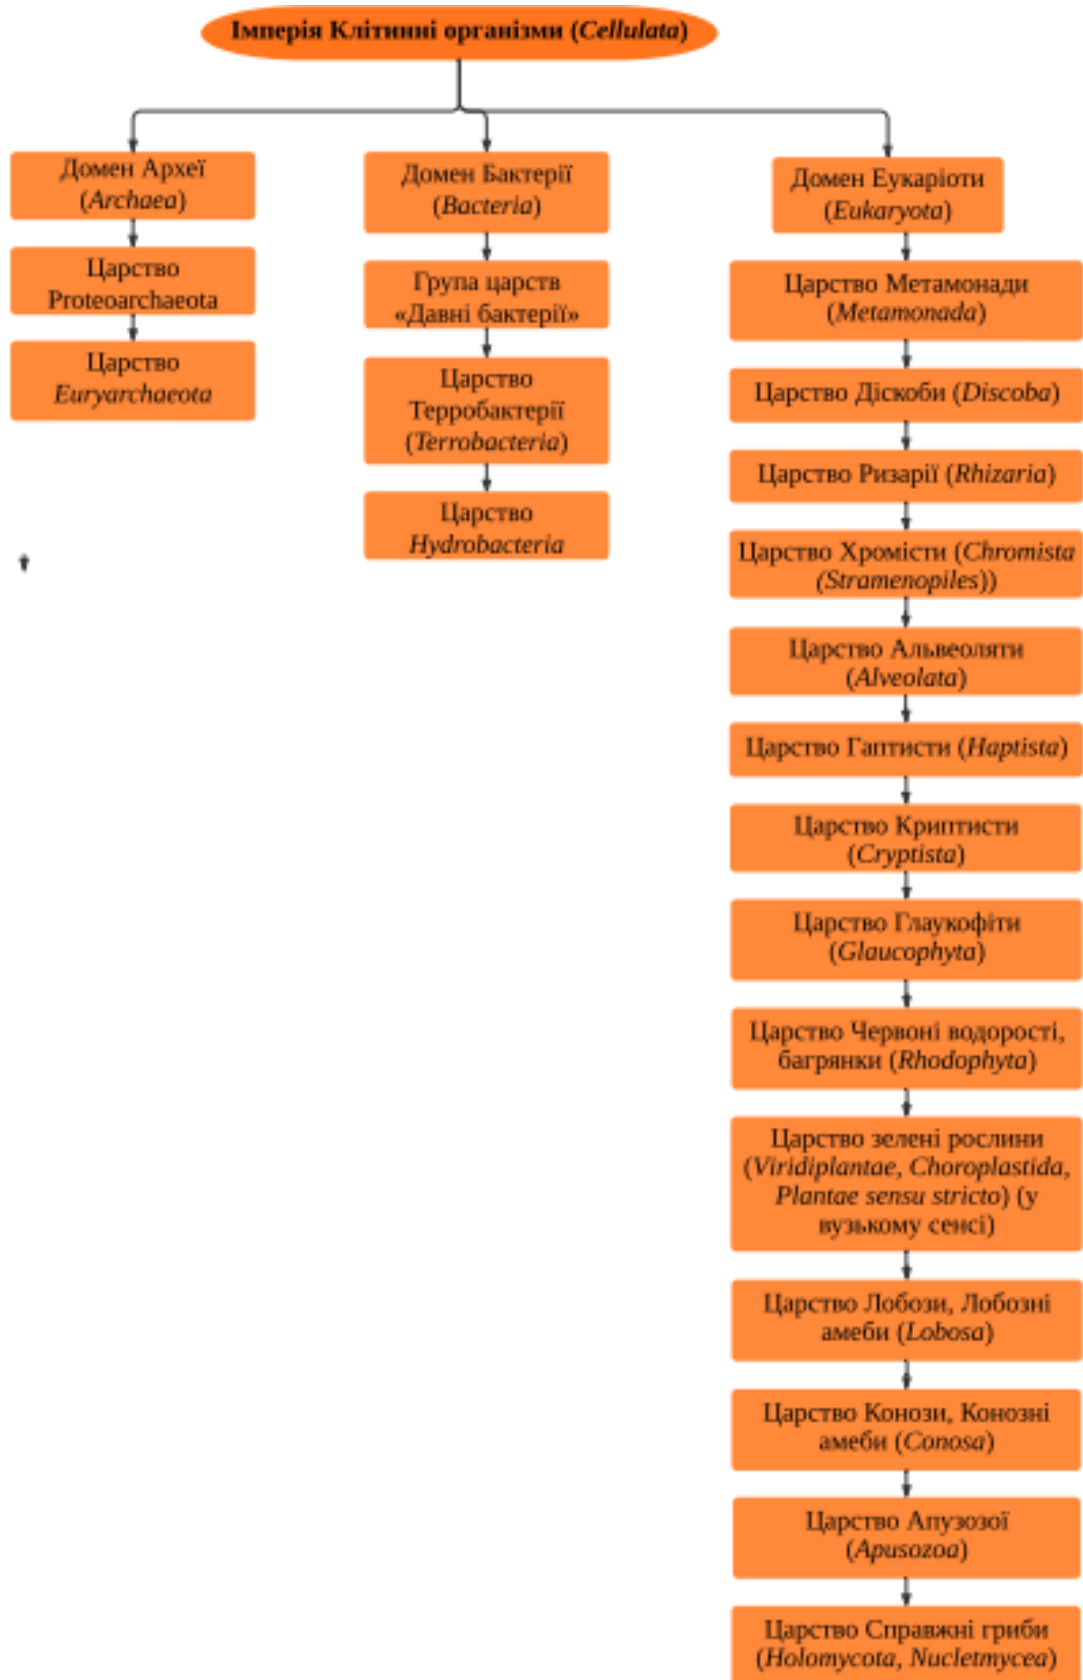 Імперія Клітинні організми (Cellulata)
Домен Археї
(Archaea)
Царство
Proteoarchaeota
Царство
Euryarchaeota
Домен Бактерії
(Bacteria)
Група царств
«Давні бактерії»
Царство
Терробактерії
(Terrobacteria)
Царство
Hydrobacteria
Домен Еукаріоти
(Eukaryota)
Царство Метамонади
(Metamonada)
Царство Діскоби (Discoba)
Царство Ризарії (Rhizaria)
Царство Хромісти (Chromista
(Stramenopiles))
Царство Альвеоляти
(Alveolata)
Царство Гаптисти (Haptista)
Царство Криптисти
(Cryptista)
Царство Глаукофіти
(Glaucophyta)
Царство Червоні водорості,
багрянки (Rhodophyta)
Царство зелені рослини
(Viridiplantae, Choroplastida,
Plantae sensu stricto) (у
вузькому сенсі)
Царство Лобози, Лобозні
амеби (Lobosa)
Царство Конози, Конозні
амеби (Conosa)
Царство Апузозої
(Apusozoa)
Царство Справжні гриби
(Holomycota, Nucletmycea)